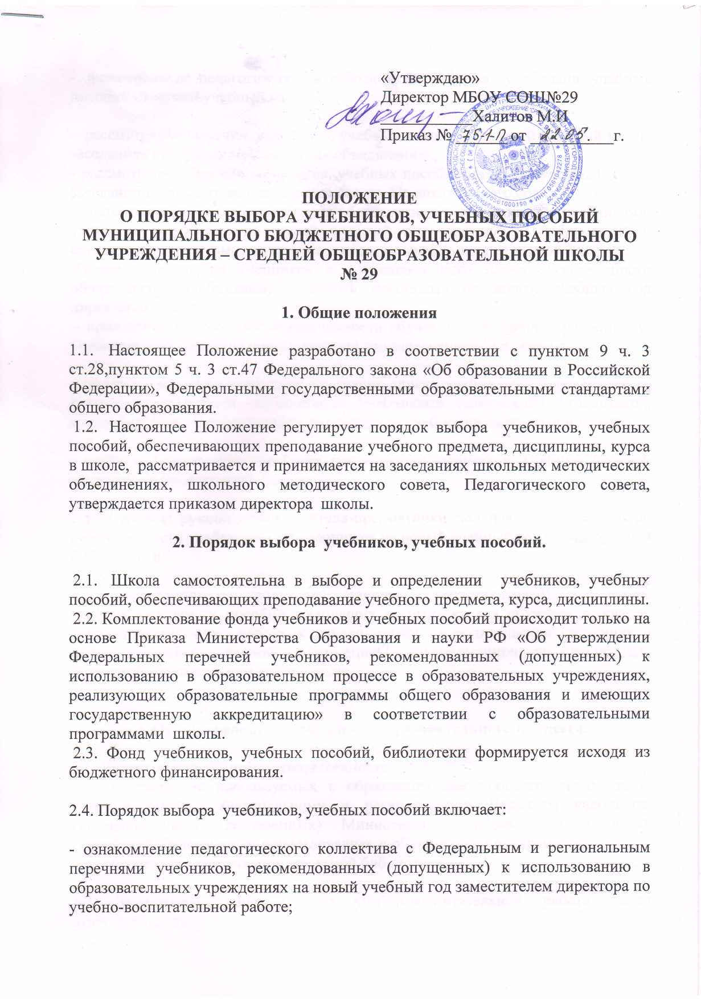 «Утверждаю»
Директор МБОУ СОШ№29
Халитов М.И
Приказ № 75-1-П от 22.05. г.
ПОЛОЖЕНИЕ
О ПОРЯДКЕ ВЫБОРА УЧЕБНИКОВ, УЧЕБНЫХ ПОСОБИЙ
МУНИЦИПАЛЬНОГО БЮДЖЕТНОГО ОБЩЕОБРАЗОВАТЕЛЬНОГО
УЧРЕЖДЕНИЯ – СРЕДНЕЙ ОБЩЕОБРАЗОВАТЕЛЬНОЙ ШКОЛЫ
№ 29
1. Общие положения
1.1. Настоящее Положение разработано в соответствии с пунктом 9 ч. 3
ст.28,пунктом 5 ч. 3 ст.47 Федерального закона «Об образовании в Российской
Федерации», Федеральными государственными образовательными стандартами
общего образования.
1.2. Настоящее Положение регулирует порядок выбора учебников, учебных
пособий, обеспечивающих преподавание учебного предмета, дисциплины, курса
в школе, рассматривается и принимается на заседаниях школьных методических
объединениях, школьного методического совета, Педагогического совета,
утверждается приказом директора школы.
2. Порядок выбора учебников, учебных пособий.
2.1. Школа самостоятельна в выборе и определении учебников, учебных
пособий, обеспечивающих преподавание учебного предмета, курса, дисциплины.
2.2. Комплектование фонда учебников и учебных пособий происходит только на
основе Приказа Министерства Образования и науки РФ «Об утверждении
Федеральных перечней учебников, рекомендованных (допущенных) к
использованию в образовательном процессе в образовательных учреждениях,
реализующих образовательные программы общего образования и имеющих
государственную аккредитацию» в соответствии с образовательными
программами школы.
2.3. Фонд учебников, учебных пособий, библиотеки формируется исходя из
бюджетного финансирования.
2.4. Порядок выбора учебников, учебных пособий включает:
- ознакомление педагогического коллектива с Федеральным и региональным
перечнями учебников, рекомендованных (допущенных) к использованию в
образовательных учреждениях на новый учебный год заместителем директора по
учебно-воспитательной работе;